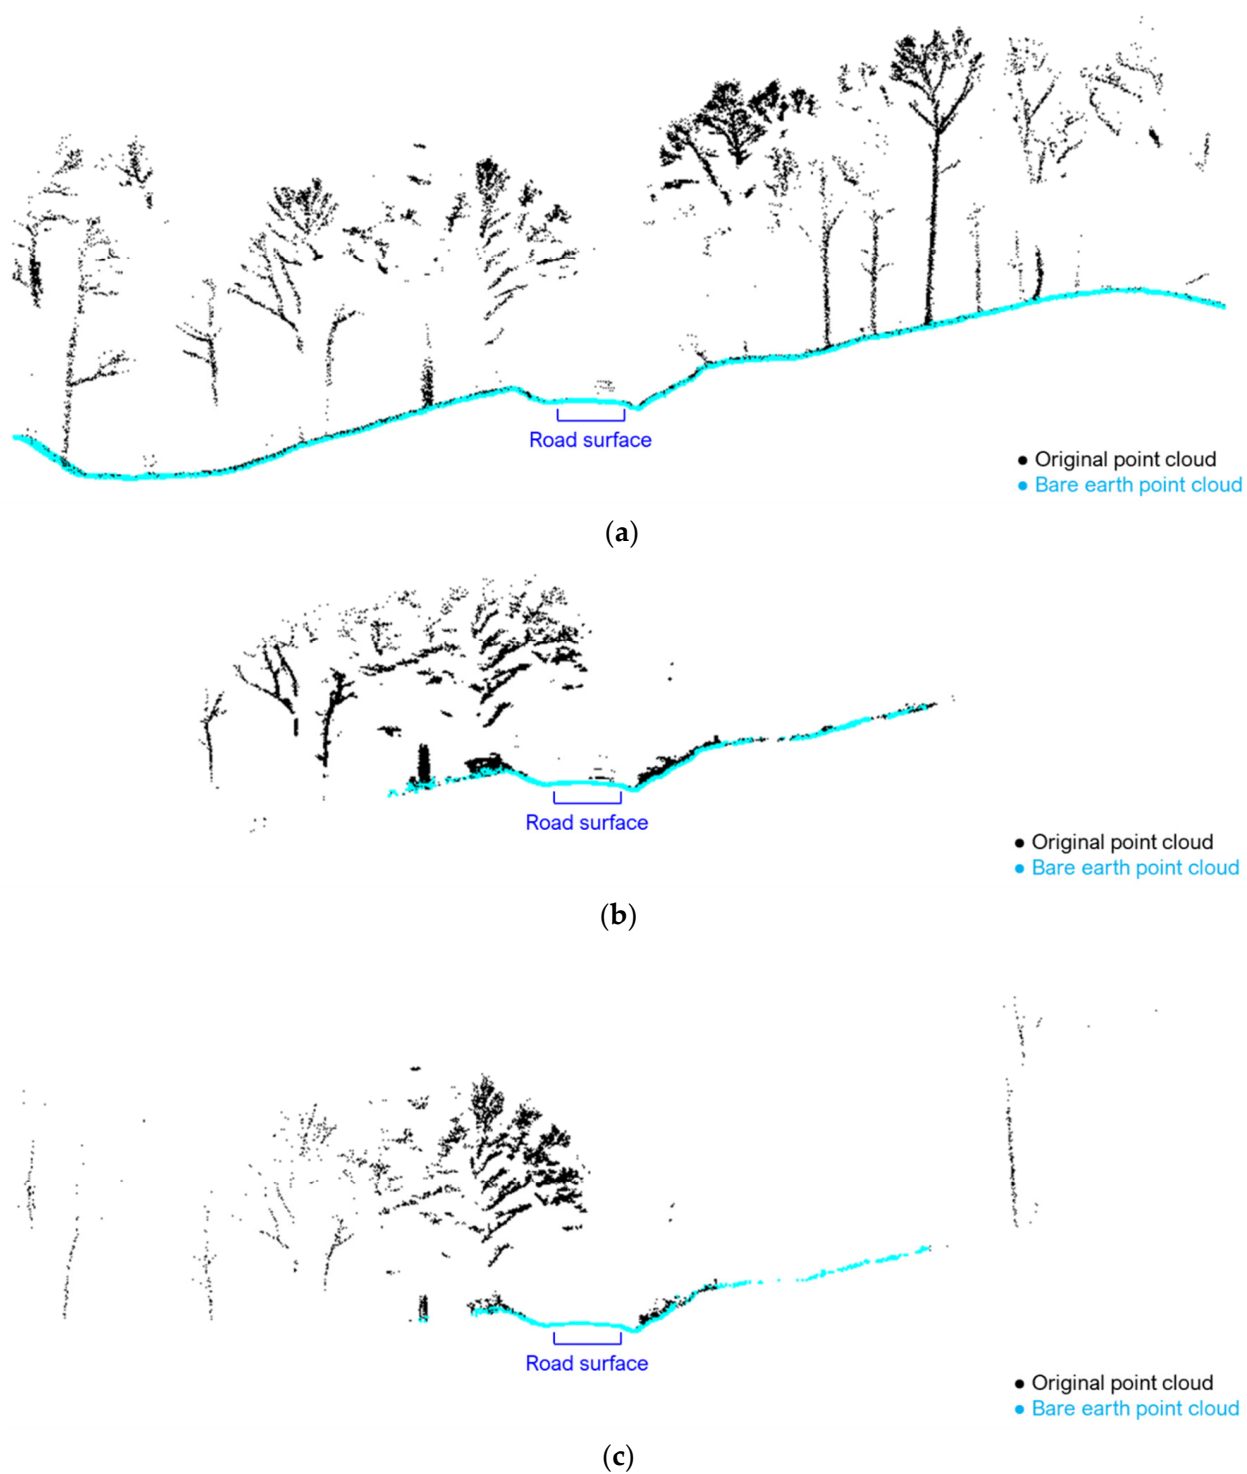 Road surface
● Original point cloud
● Bare earth point cloud
(a)
Road surface
● Original point cloud
● Bare earth point cloud
(b)
Road surface
● Original point cloud
● Bare earth point cloud
(c)